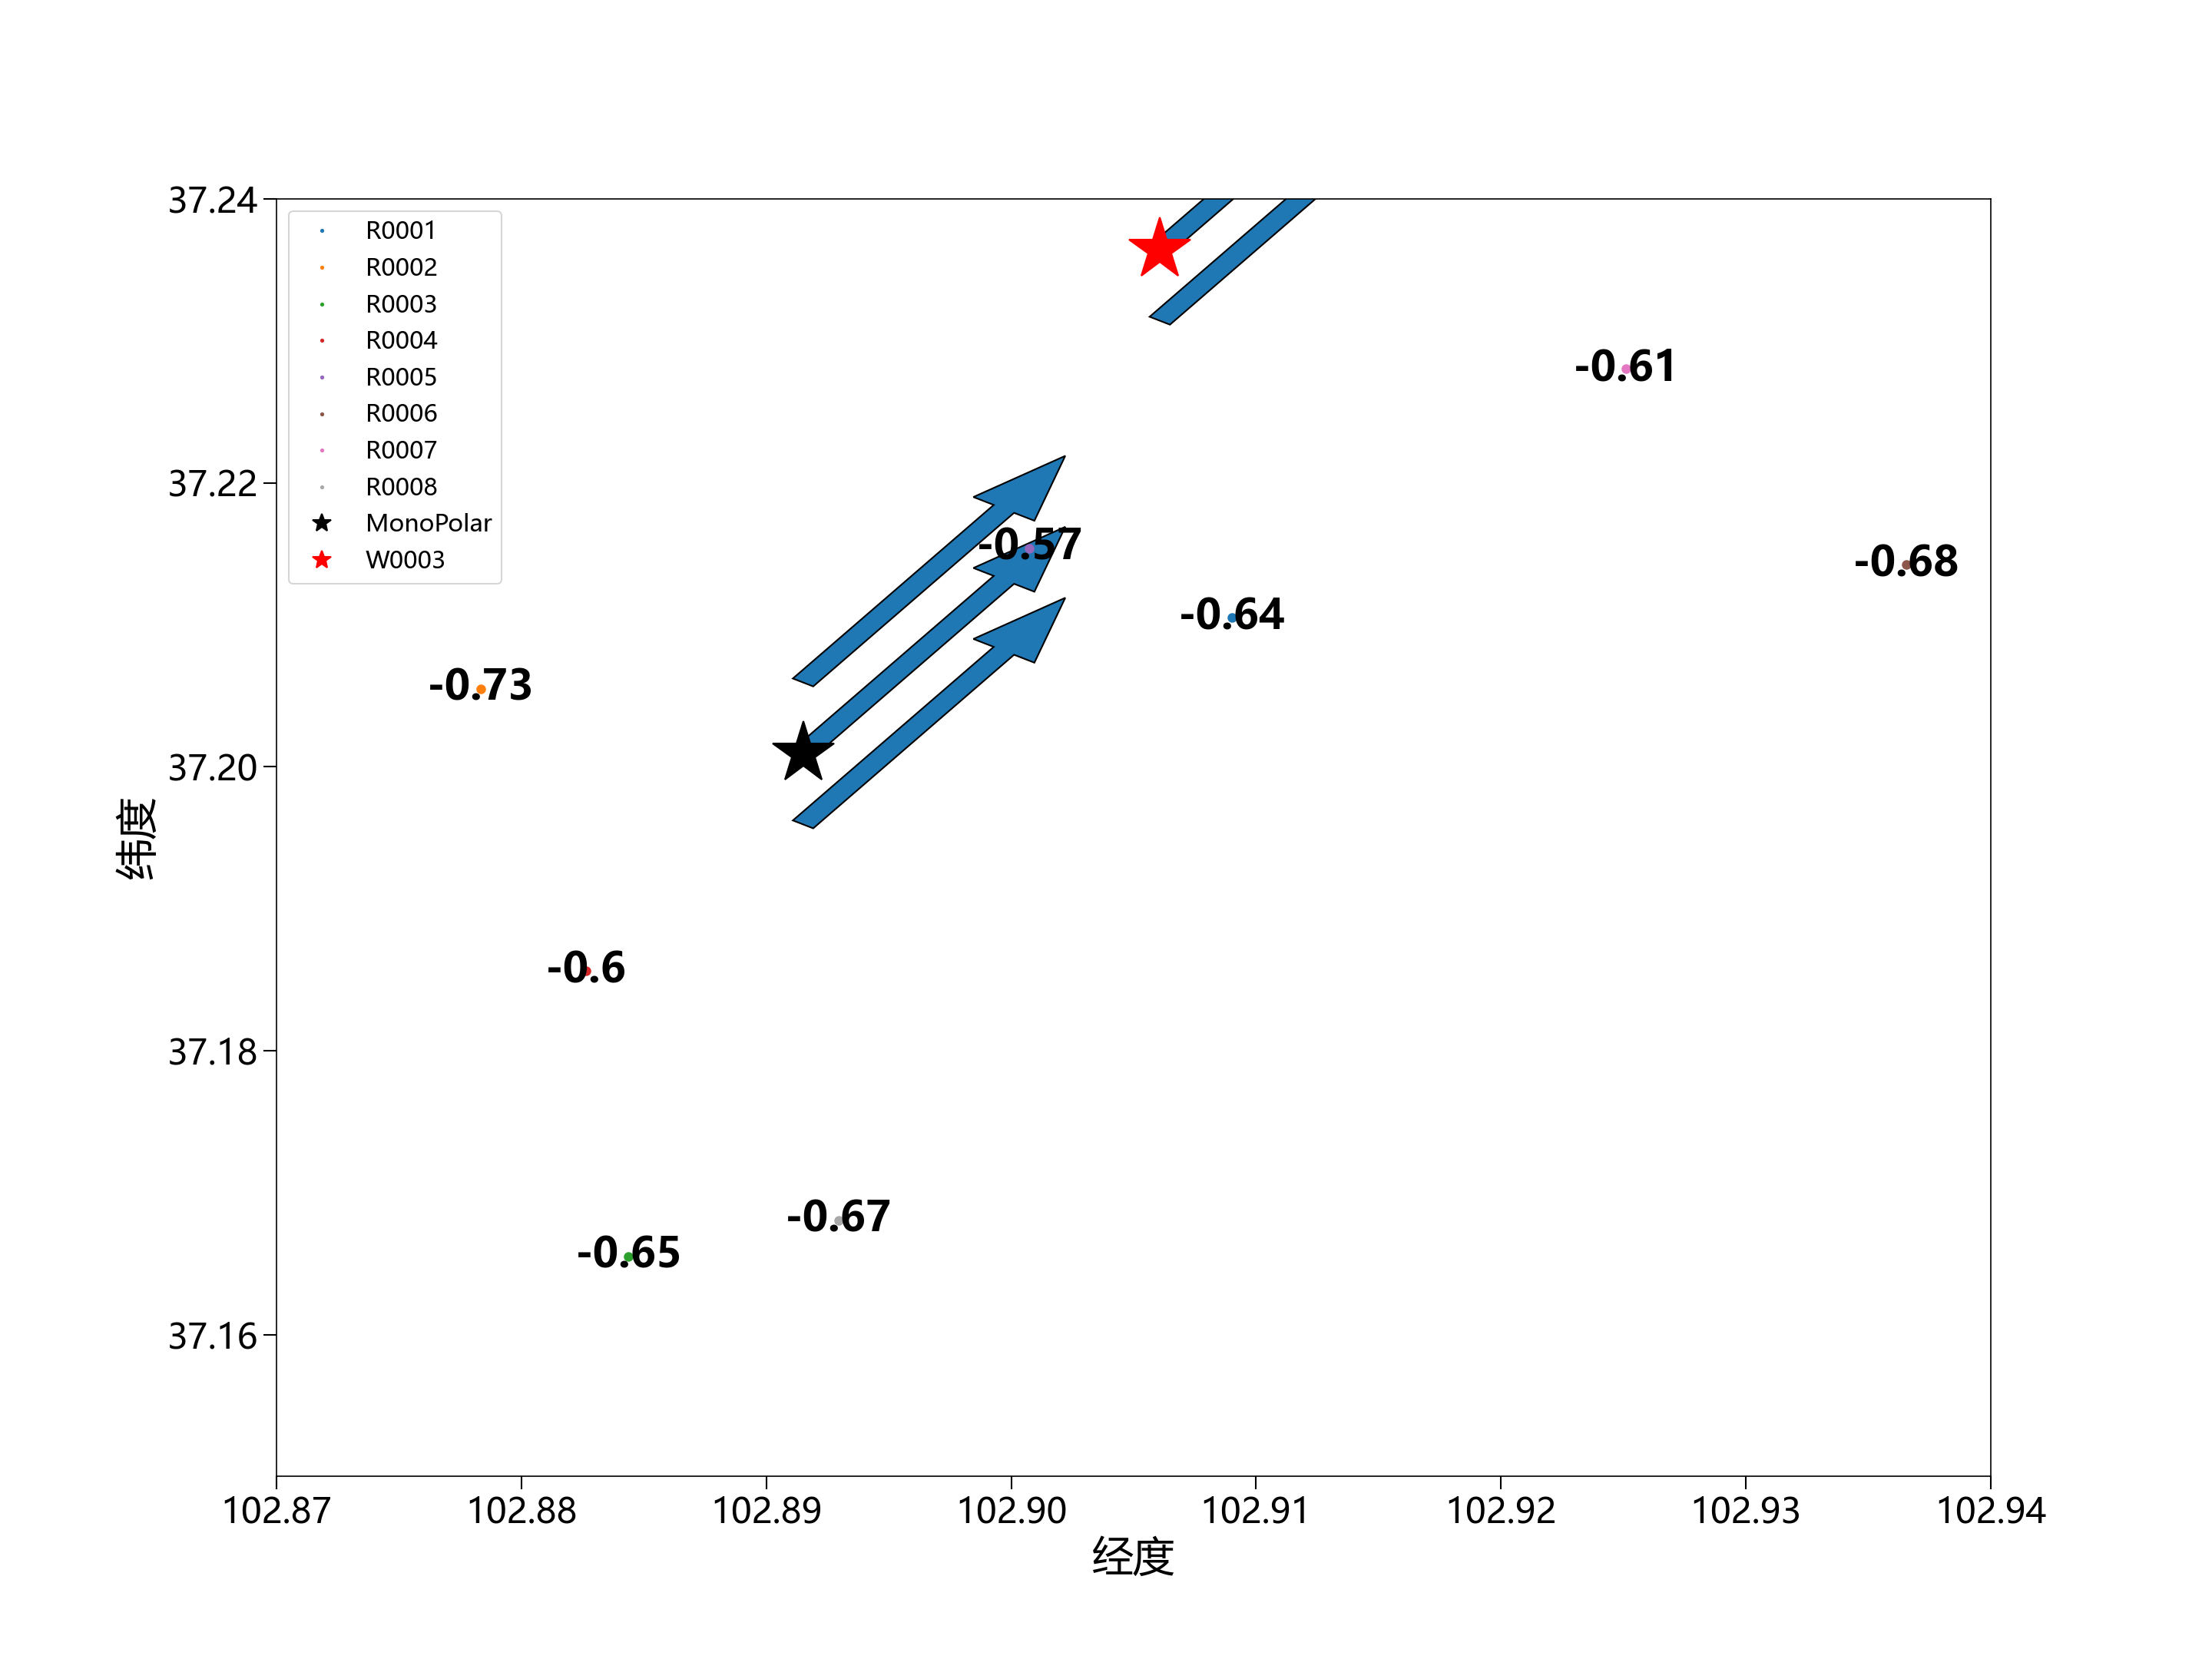 37.24
37.22
37.20
37.18
37.16
纬度
R0001
R0002
R0003
R0004
R0005
R0006
R0007
R0008
MonoPolar
W0003
-0.61
-0.57
-0.68
-0.64
-0.73
-0.6
-0.67
-0.65
102.87 102.88 102.89 102.90 102.91 102.92 102.93 102.94
经度